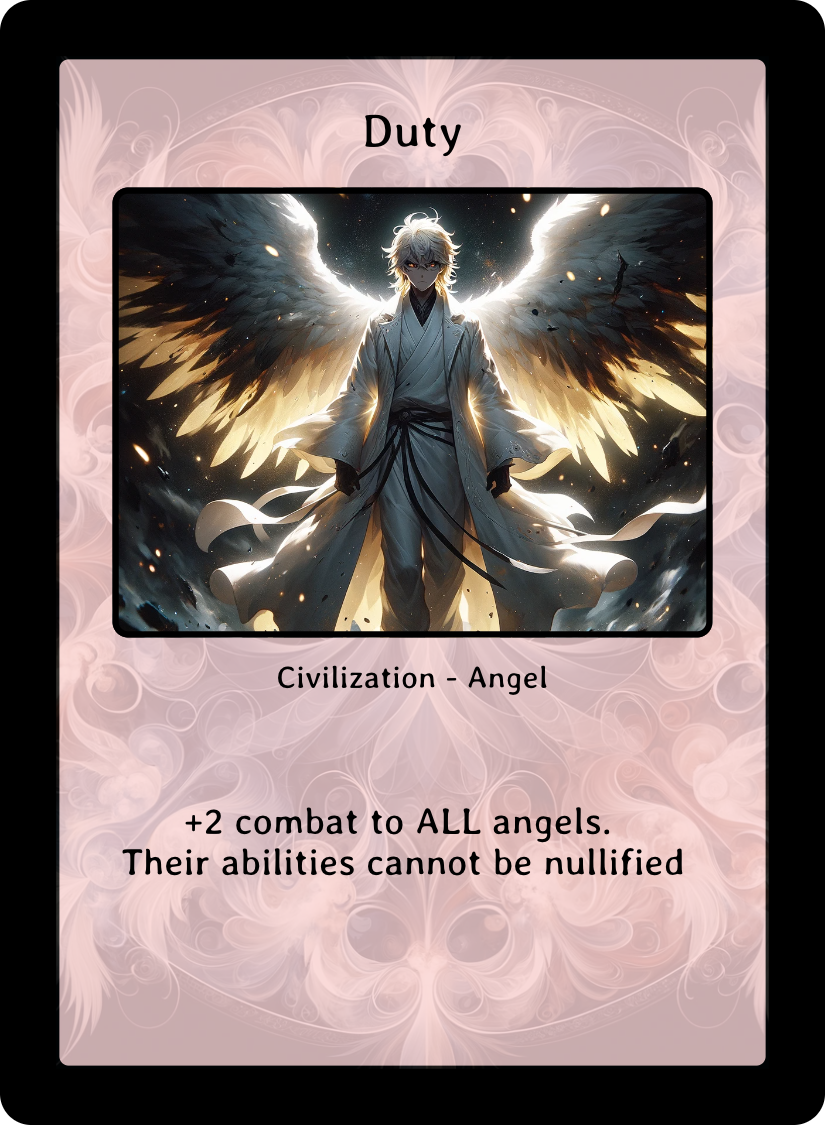 Duty
Civilization - Angel
+2 combat to ALL angels.
Their abilities cannot be nullified